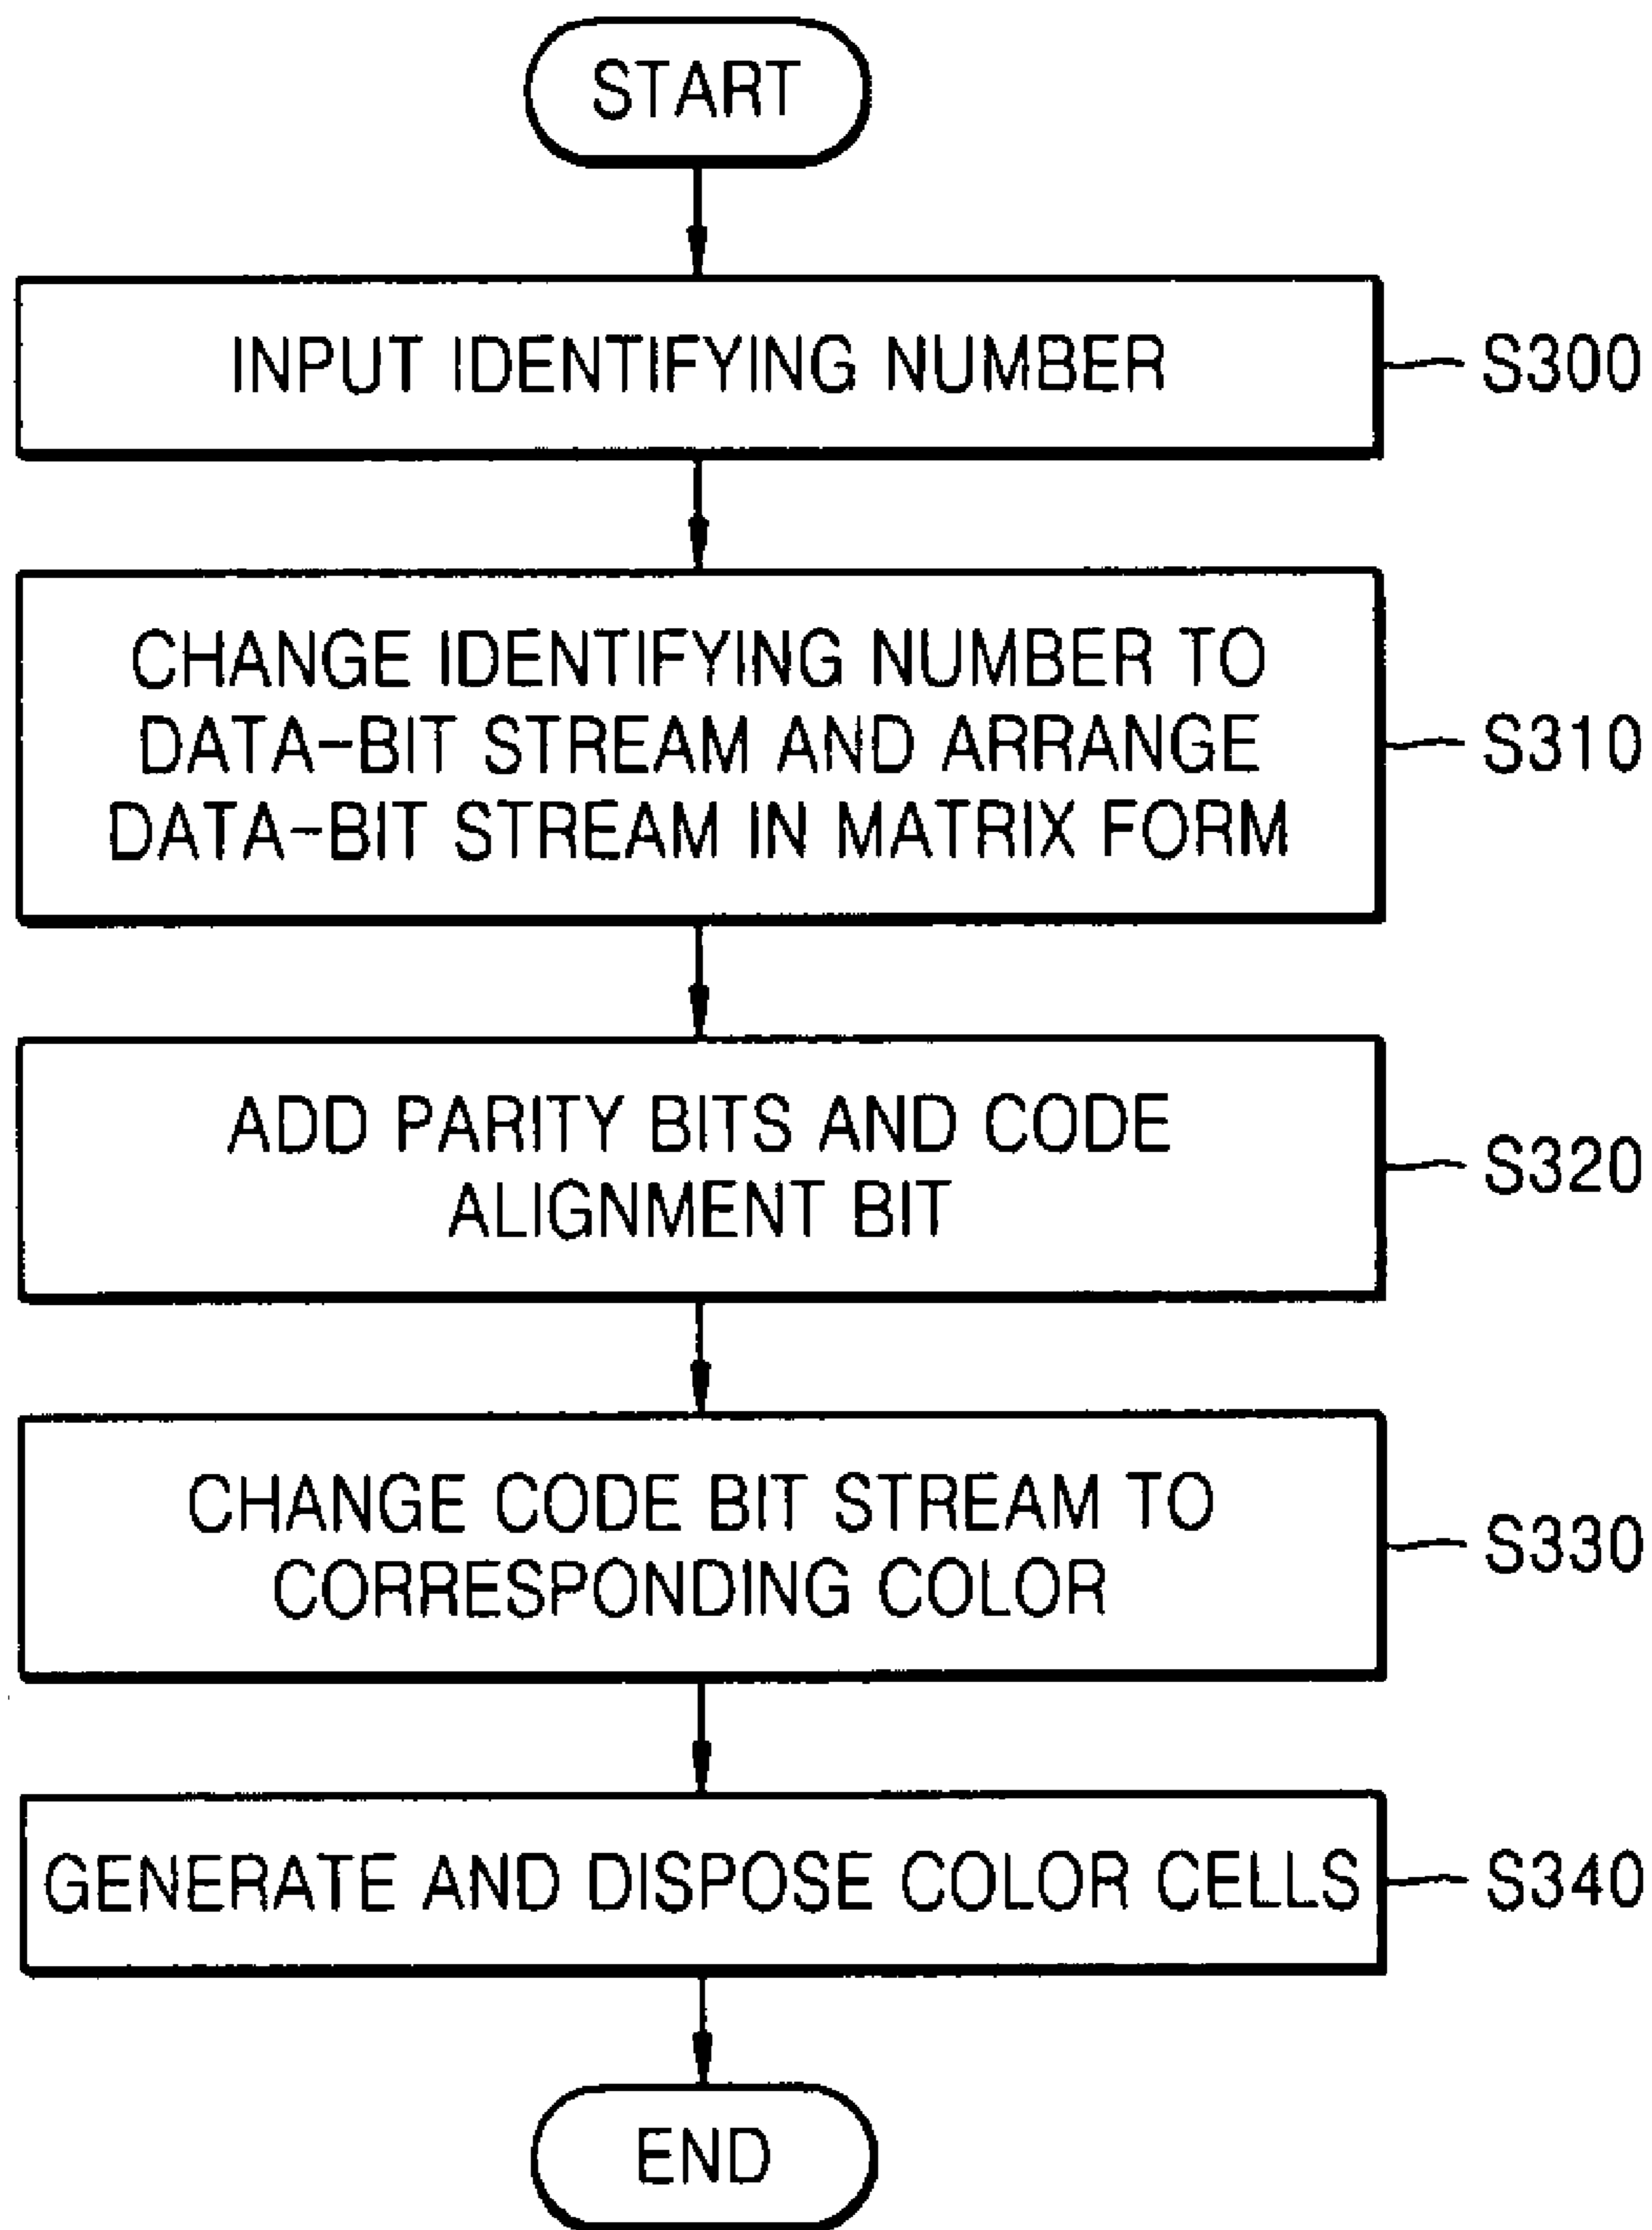 START
INPUT IDENTIFYING NUMBER
S300
CHANGE IDENTIFYING NUMBER TO
DATA-BIT STREAM AND ARRANGE
DATA-BIT STREAM IN MATRIX FORM
S310
ADD PARITY BITS AND CODE
ALIGNMENT BIT
S320
CHANGE CODE BIT STREAM TO
CORRESPONDING COLOR
S330
GENERATE AND DISPOSE COLOR CELLS
S340
END